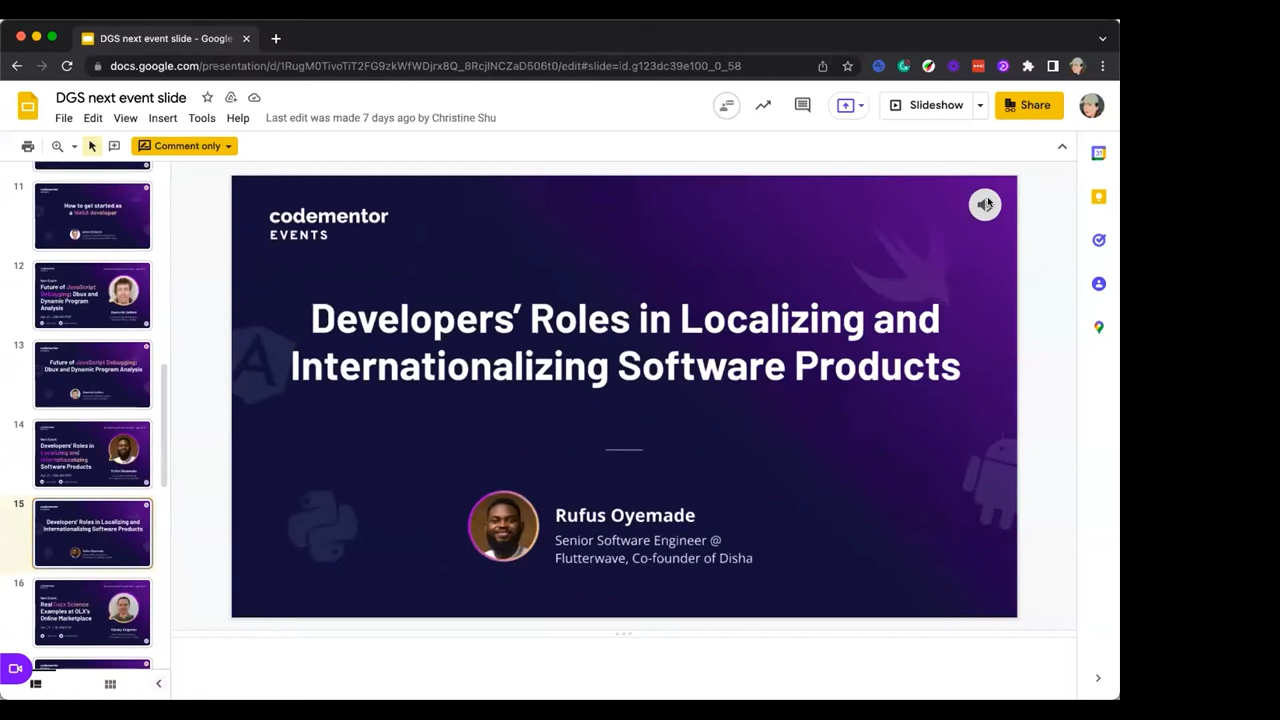 DGS next event slide - Google
docs.google.com/presentation/d/1RugM0TivoTiT2FG9zkWfWDjrx8Q_8RcjlNCZaD506t0/edit#slide=id.g123dc39e100_0_58
DGS next event slide
File Edit View Insert Tools Help Last edit was made 7 days ago by Christine Shu
Slideshow
Share
Comment only
11
How to get started as
a Web3 developer
12
Future of JavaScript
Debugging: Dbux and
Dynamic Program
Analysis
13
Future of JavaScript Debugging:
Dbux and Dynamic Program Analysis
14
Developers' Roles in
Localizing and
Internationalizing
Software Products
15
Developers' Roles in Localizing and
Internationalizing Software Products
16
Real Data Science
Examples at OLX's
Online Marketplace
codementor
EVENTS
Developers' Roles in Localizing and
Internationalizing Software Products
Rufus Oyemade
Senior Software Engineer @
Flutterwave, Co-founder of Disha
31